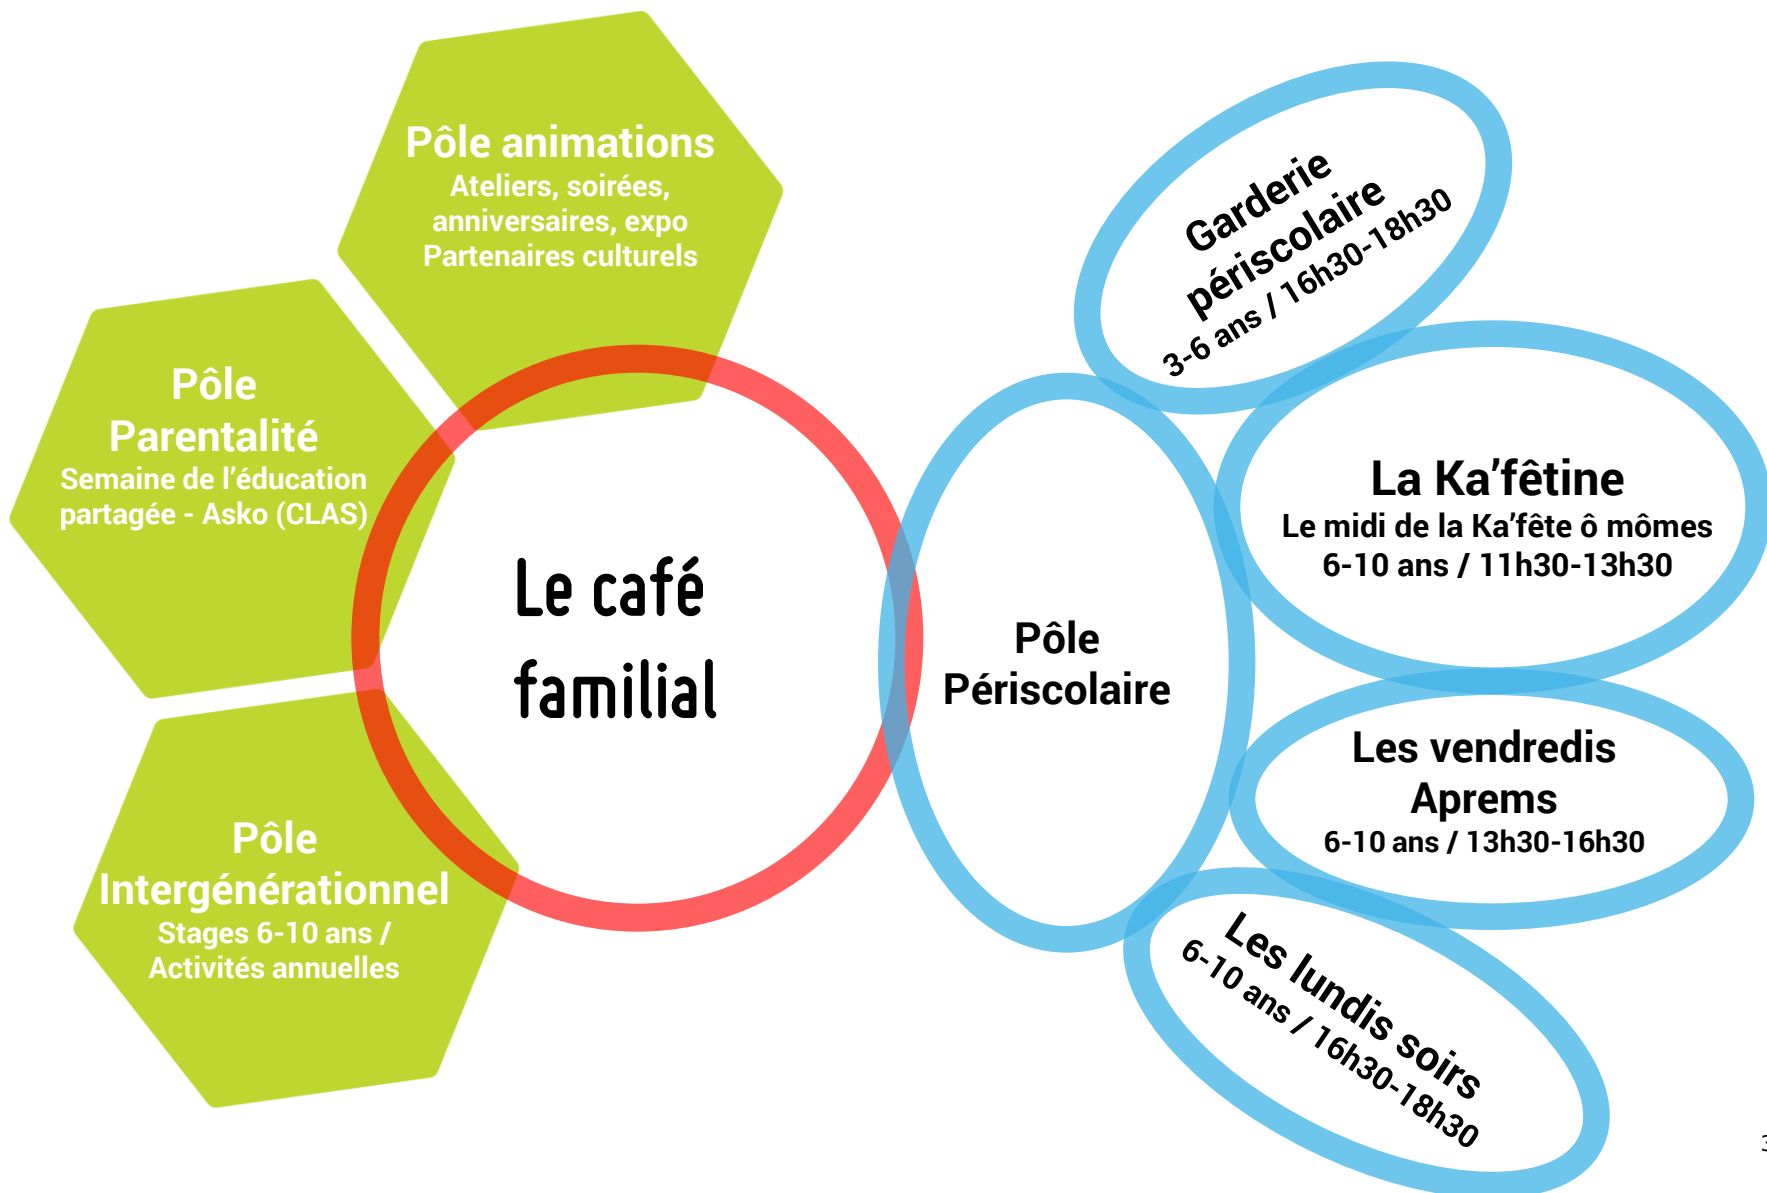 Pôle animations
Ateliers, soirées,
anniversaires, expo
Partenaires culturels
Pôle
Parentalité
Semaine de l’éducation
partagée - Asko (CLAS)
Pôle
Intergénérationnel
Stages 6-10 ans /
Activités annuelles
Le café
familial
Pôle
Périscolaire
Garderie
périscolaire
3-6 ans / 16h30-18h30
La Ka’fêtine
Le midi de la Ka’fête ô mômes
6-10 ans / 11h30-13h30
Les vendredis
Aprems
6-10 ans / 13h30-16h30
Les lundis soirs
6-10 ans / 16h30-18h30